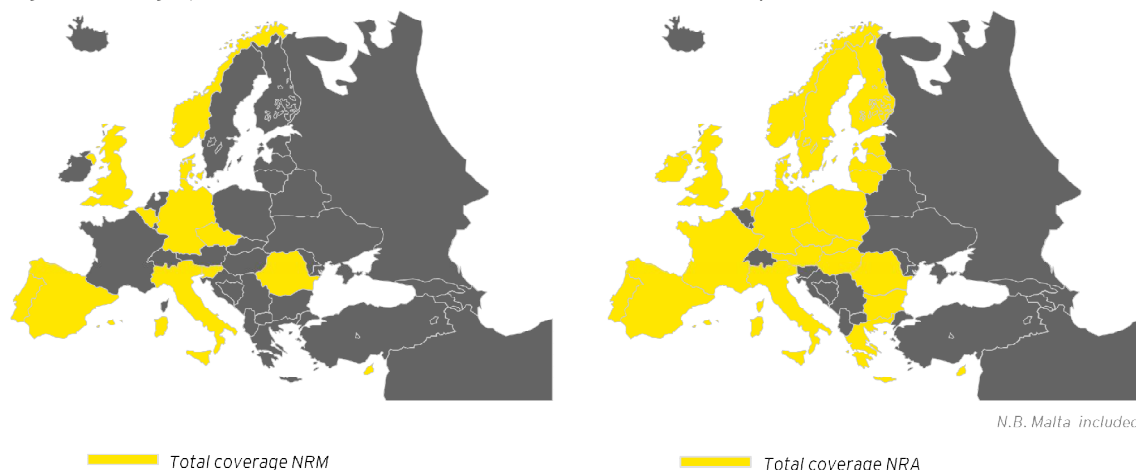 N.B. Malta included
Total coverage NRM
Total coverage NRA